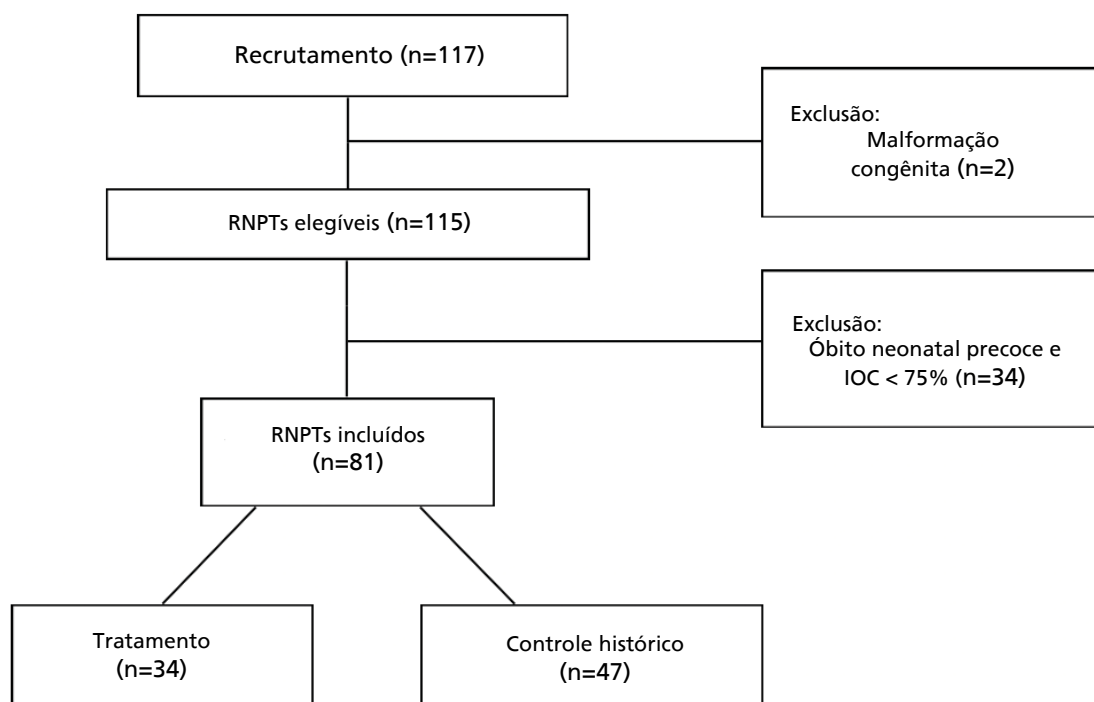 Recrutamento (n=117)
Exclusão:
Malformação
congênita (n=2)
RNPTs elegíveis (n=115)
Exclusão:
Óbito neonatal precoce e
IOC < 75% (n=34)
RNPTs incluídos
(n=81)
Tratamento
(n=34)
Controle histórico
(n=47)